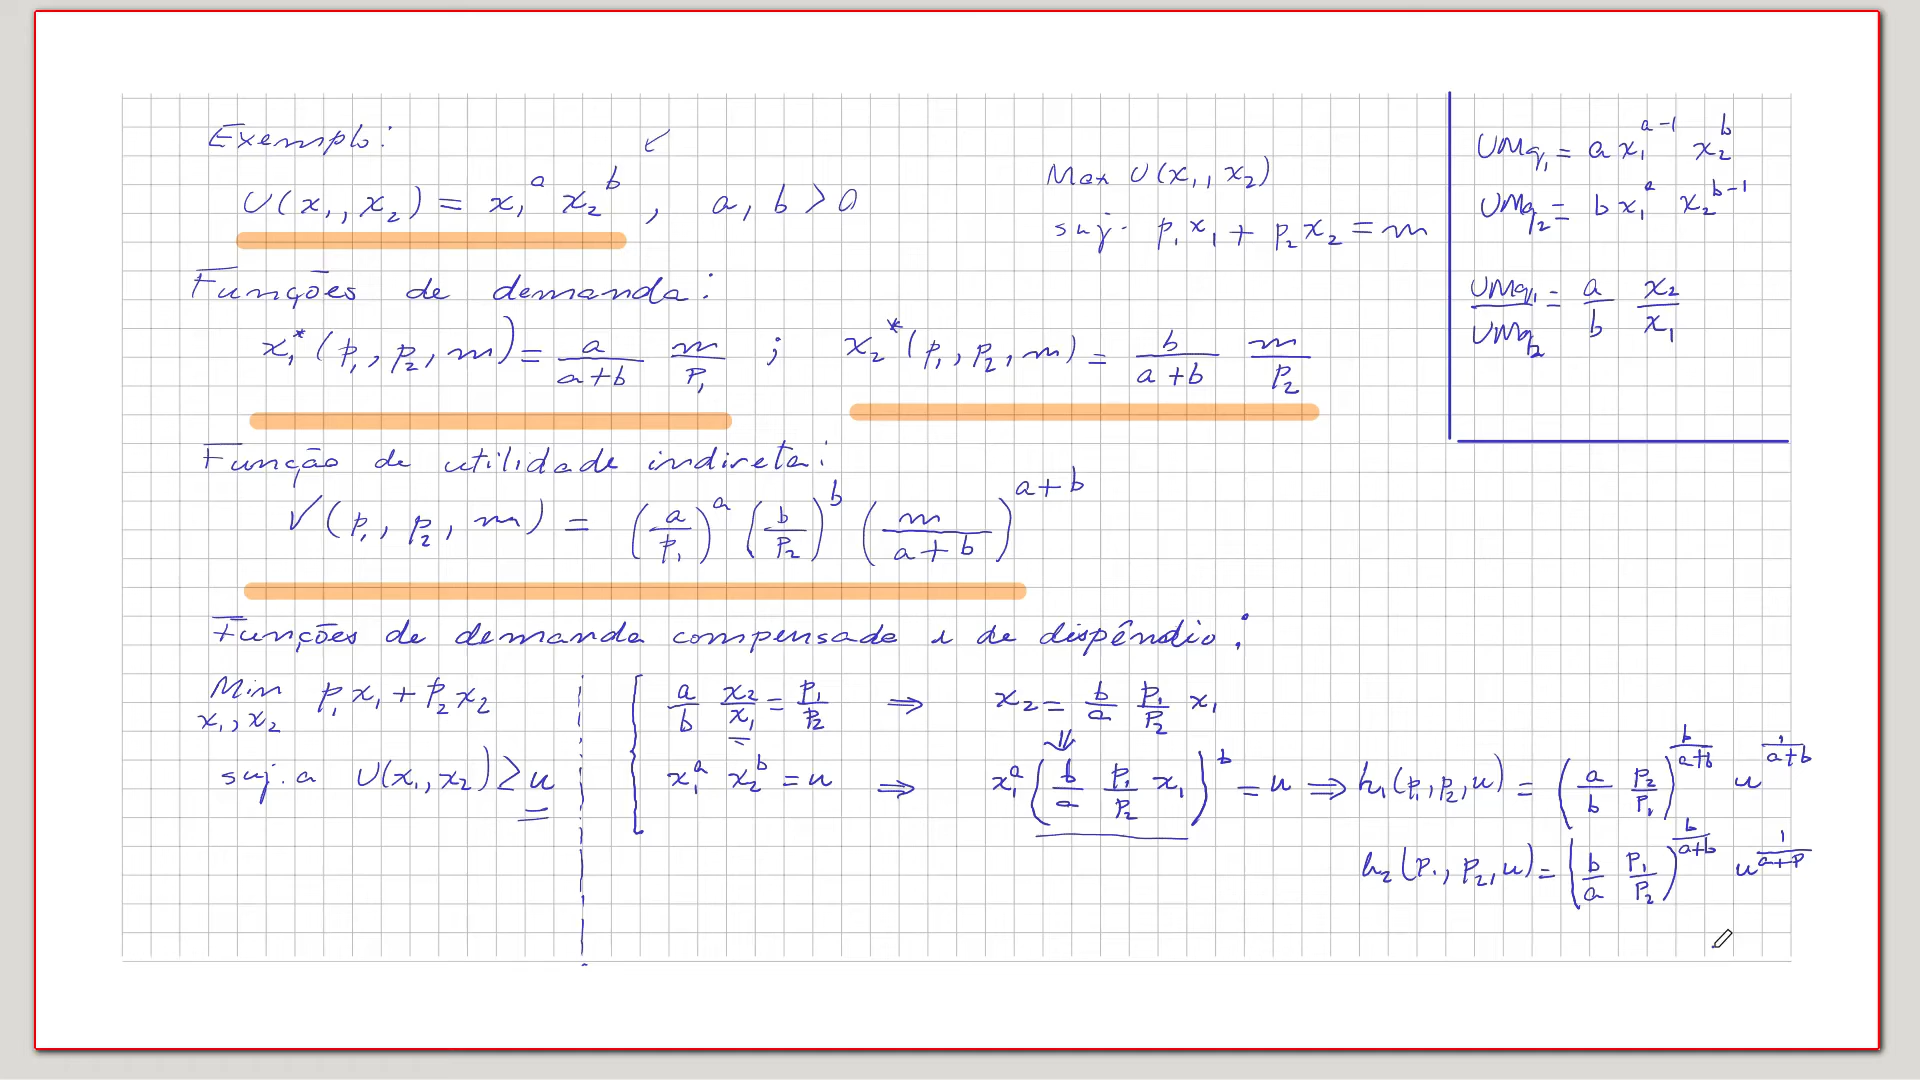 Exemplo:
U(x₁, x₂) = x₁ᵃ x₂ᵇ , a, b > 0
Max U(x₁, x₂)
suj. p₁x₁ + p₂x₂ = m
UMg₁ = a x₁^(a-1) x₂^b
UMg₂ = b x₁^a x₂^(b-1)
UMg₁/UMg₂ = a/b x₂/x₁
Funções de demanda:
x₁*(p₁, p₂, m) = a/(a+b) m/p₁ ; x₂*(p₁, p₂, m) = b/(a+b) m/p₂
Função de utilidade indireta:
V(p₁, p₂, m) = (a/p₁)^a (b/p₂)^b (m/(a+b))^(a+b)
Funções de demanda compensada e de dispêndio:
Min x₁, x₂ p₁x₁ + p₂x₂
suj. a U(x₁, x₂) ≥ u
a/b x₂/x₁ = p₁/p₂ ⇒ x₂ = b/a p₁/p₂ x₁
x₁^a x₂^b = u ⇒ x₁^a (b/a p₁/p₂ x₁)^b = u ⇒ h₁(p₁, p₂, u) = (a/b p₂/p₁)^(b/(a+b)) u^(1/(a+b))
h₂(p₁, p₂, u) = (b/a p₁/p₂)^(b/(a+b)) u^(1/(a+p))